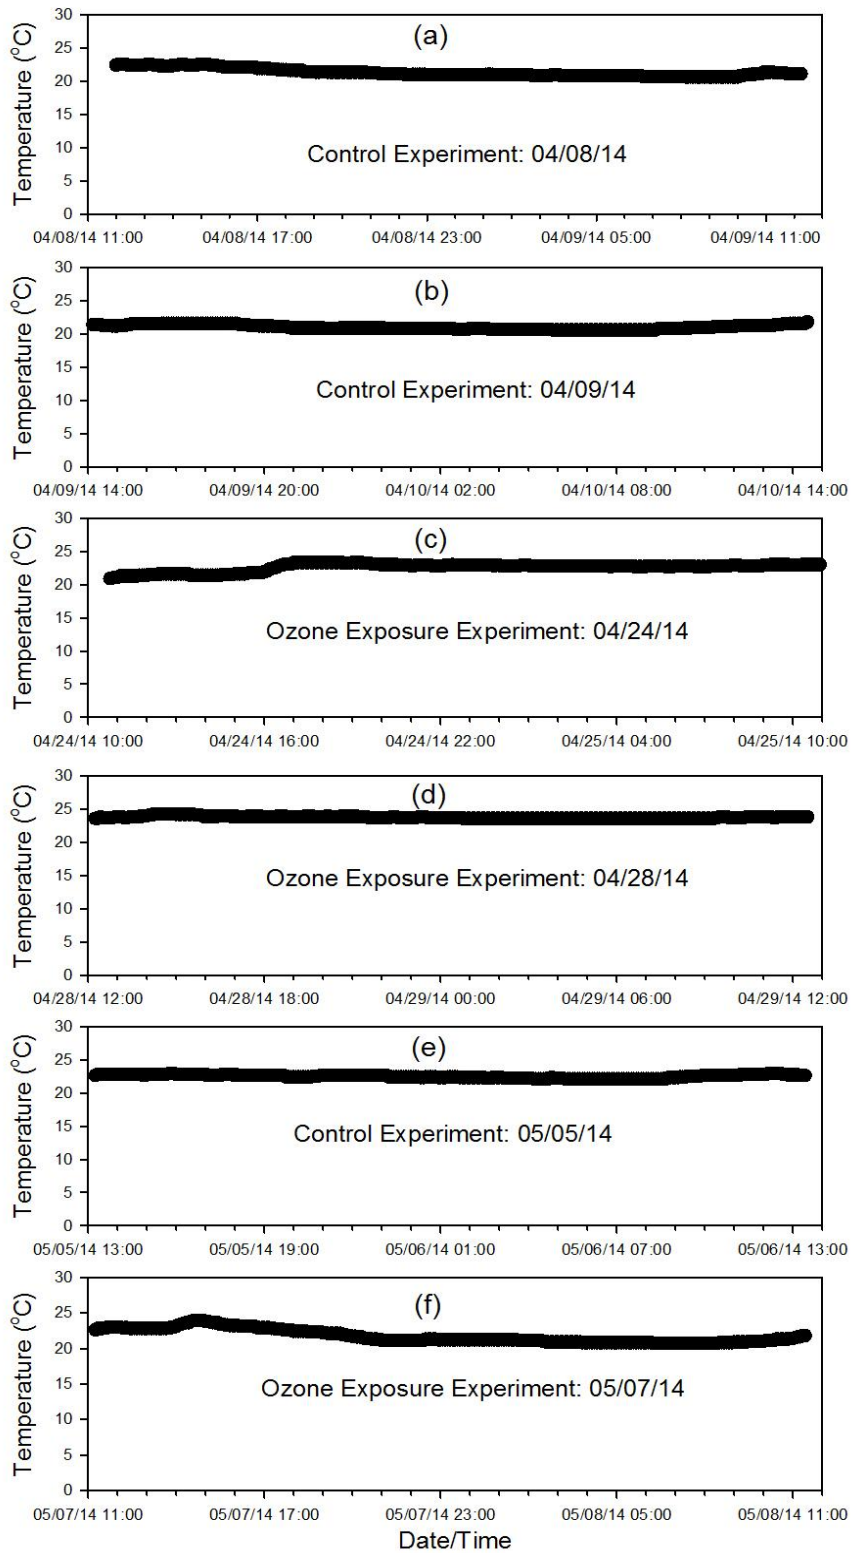 30
(a)
25
20
15
Control Experiment: 04/08/14
10
5
0
Temperature (°C)
04/08/14 11:00 04/08/14 17:00 04/08/14 23:00 04/09/14 05:00 04/09/14 11:00
30
(b)
25
20
15
Control Experiment: 04/09/14
10
5
0
Temperature (°C)
04/09/14 14:00 04/09/14 20:00 04/10/14 02:00 04/10/14 08:00 04/10/14 14:00
30
(c)
25
20
15
Ozone Exposure Experiment: 04/24/14
10
5
0
Temperature (°C)
04/24/14 10:00 04/24/14 16:00 04/24/14 22:00 04/25/14 04:00 04/25/14 10:00
30
(d)
25
20
15
Ozone Exposure Experiment: 04/28/14
10
5
0
Temperature (°C)
04/28/14 12:00 04/28/14 18:00 04/29/14 00:00 04/29/14 06:00 04/29/14 12:00
30
(e)
25
20
15
Control Experiment: 05/05/14
10
5
0
Temperature (°C)
05/05/14 13:00 05/05/14 19:00 05/06/14 01:00 05/06/14 07:00 05/06/14 13:00
30
(f)
25
20
15
Ozone Exposure Experiment: 05/07/14
10
5
0
Temperature (°C)
05/07/14 11:00 05/07/14 17:00 05/07/14 23:00 05/08/14 05:00 05/08/14 11:00
Date/Time